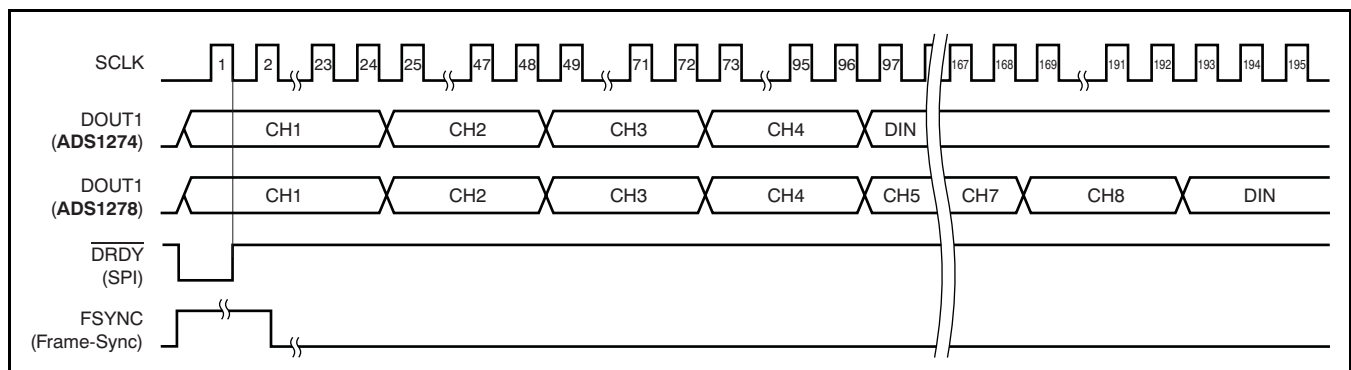 SCLK 1 2 23 24 25 47 48 49 71 72 73 95 96 97 167 168 169 191 192 193 194 195
DOUT1
(ADS1274) CH1 CH2 CH3 CH4 DIN
DOUT1
(ADS1278) CH1 CH2 CH3 CH4 CH5 CH7 CH8 DIN
DRDY
(SPI)
FSYNC
(Frame-Sync)